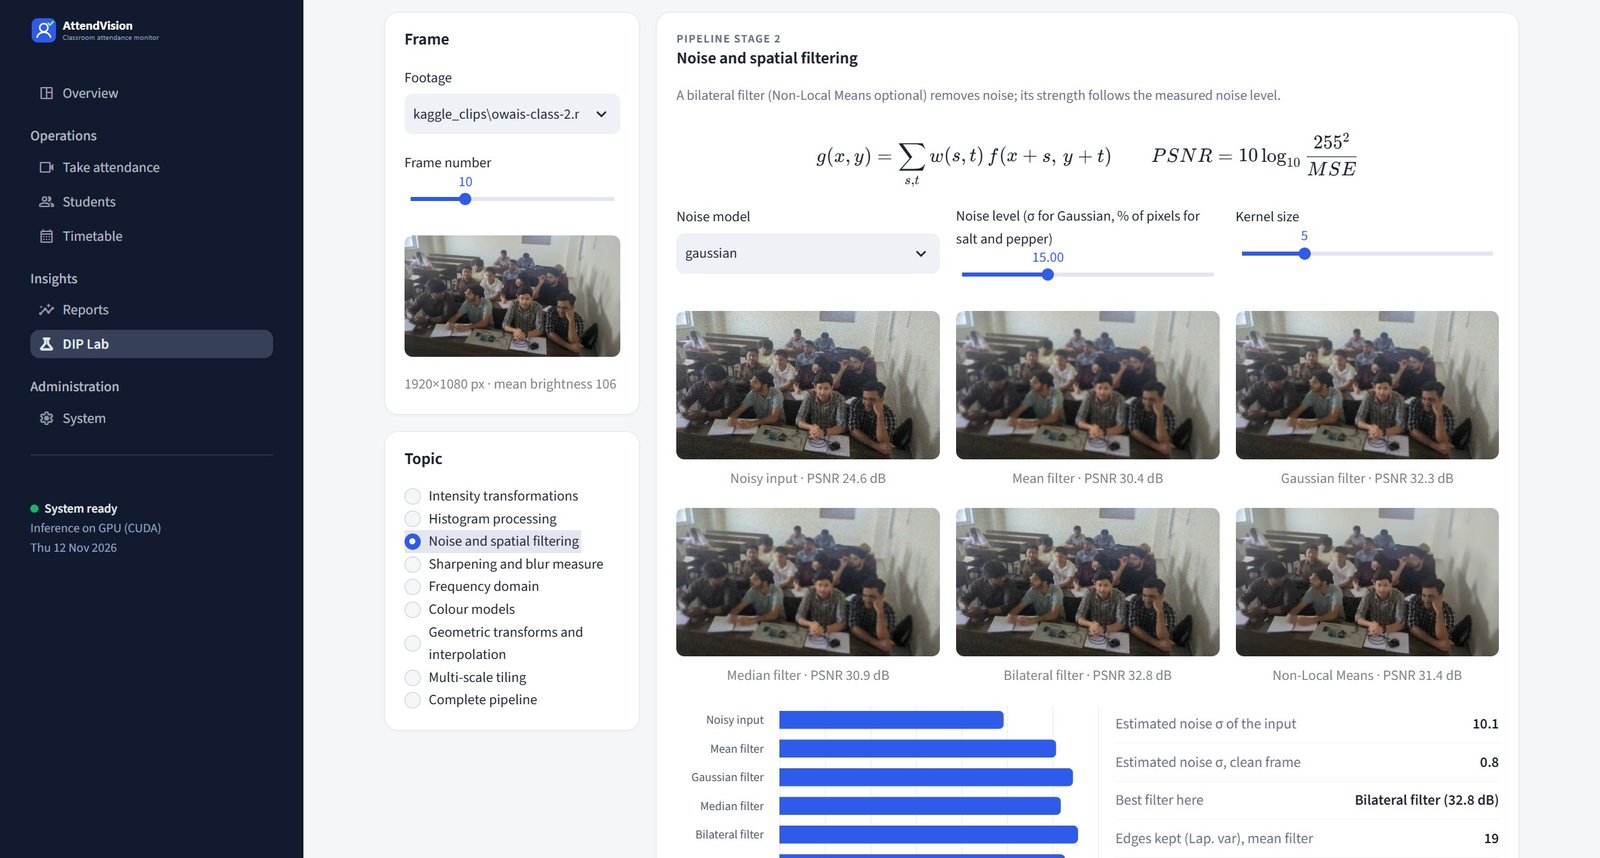 AttendVision
Classroom attendance monitor
Overview
Operations
Take attendance
Students
Timetable
Insights
Reports
DIP Lab
Administration
System
System ready
Inference on GPU (CUDA)
Thu 12 Nov 2026
Frame
Footage
kaggle_clips\owais-class-2.r
Frame number
10
1920×1080 px · mean brightness 106
Topic
Intensity transformations
Histogram processing
Noise and spatial filtering
Sharpening and blur measure
Frequency domain
Colour models
Geometric transforms and
interpolation
Multi-scale tiling
Complete pipeline
PIPELINE STAGE 2
Noise and spatial filtering
A bilateral filter (Non-Local Means optional) removes noise; its strength follows the measured noise level.
g(x, y) = ∑s,t w(s, t) f(x + s, y + t) PSNR = 10 log10 255²/MSE
Noise model
gaussian
Noise level (σ for Gaussian, % of pixels for
salt and pepper)
15.00
Kernel size
5
Noisy input · PSNR 24.6 dB
Mean filter · PSNR 30.4 dB
Gaussian filter · PSNR 32.3 dB
Median filter · PSNR 30.9 dB
Bilateral filter · PSNR 32.8 dB
Non-Local Means · PSNR 31.4 dB
Noisy input
Mean filter
Gaussian filter
Median filter
Bilateral filter
Estimated noise σ of the input 10.1
Estimated noise σ, clean frame 0.8
Best filter here Bilateral filter (32.8 dB)
Edges kept (Lap. var), mean filter 19